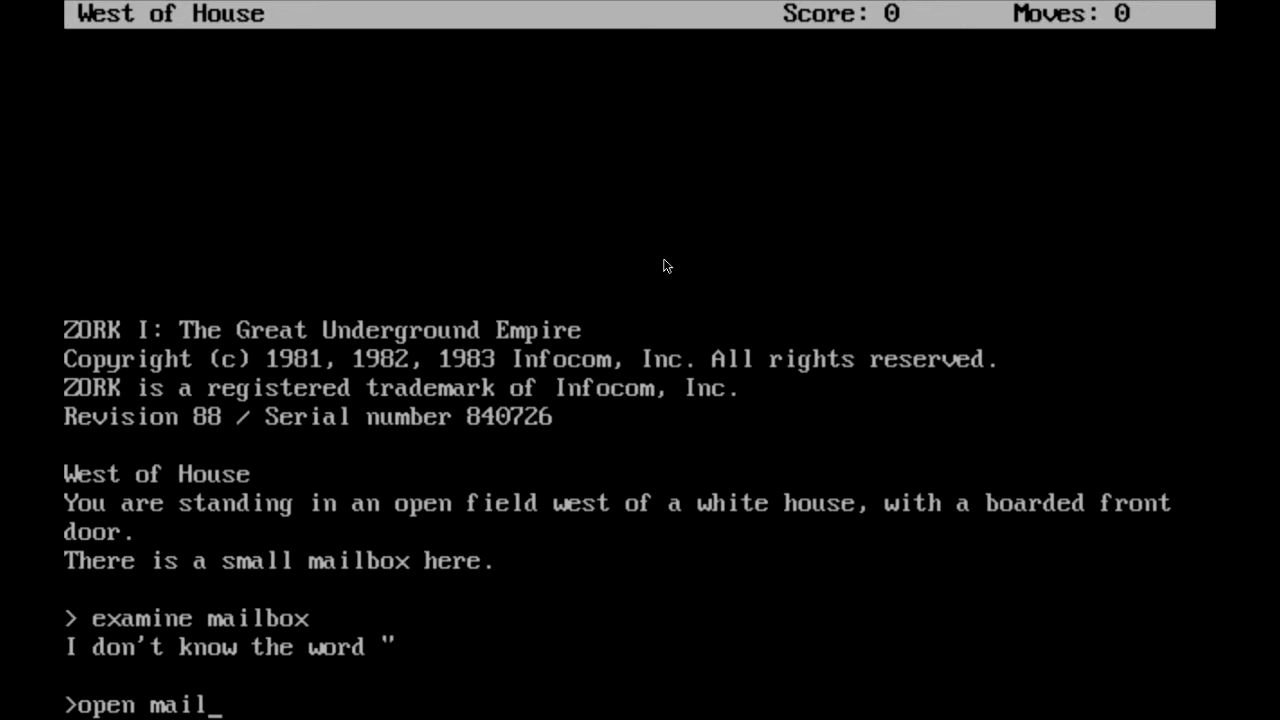 West of House Score: 0 Moves: 0
ZORK I: The Great Underground Empire
Copyright (c) 1981, 1982, 1983 Infocom, Inc. All rights reserved.
ZORK is a registered trademark of Infocom, Inc.
Revision 88 / Serial number 840726
West of House
You are standing in an open field west of a white house, with a boarded front
door.
There is a small mailbox here.
> examine mailbox
I don't know the word "
>open mail_